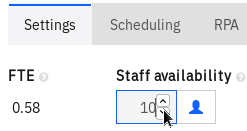 Settings Scheduling RPA
FTE Staff availability
0.58 10